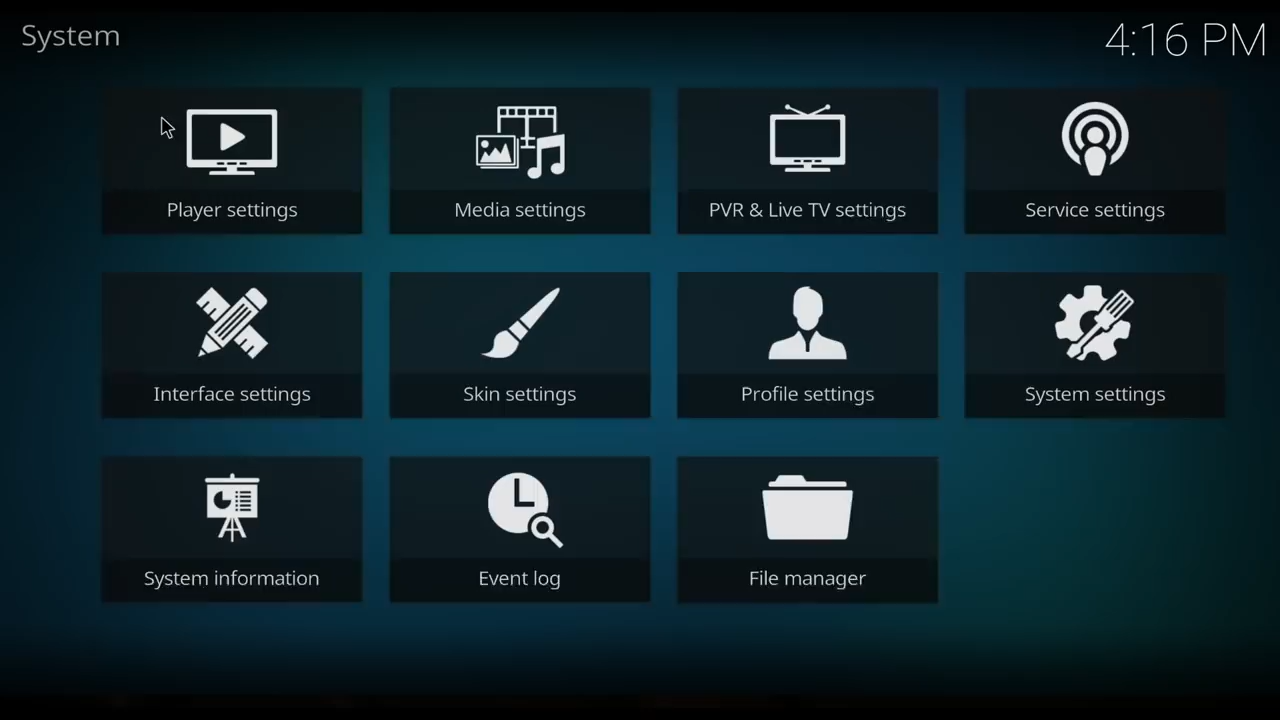 System
4:16 PM
Player settings
Media settings
PVR & Live TV settings
Service settings
Interface settings
Skin settings
Profile settings
System settings
System information
Event log
File manager